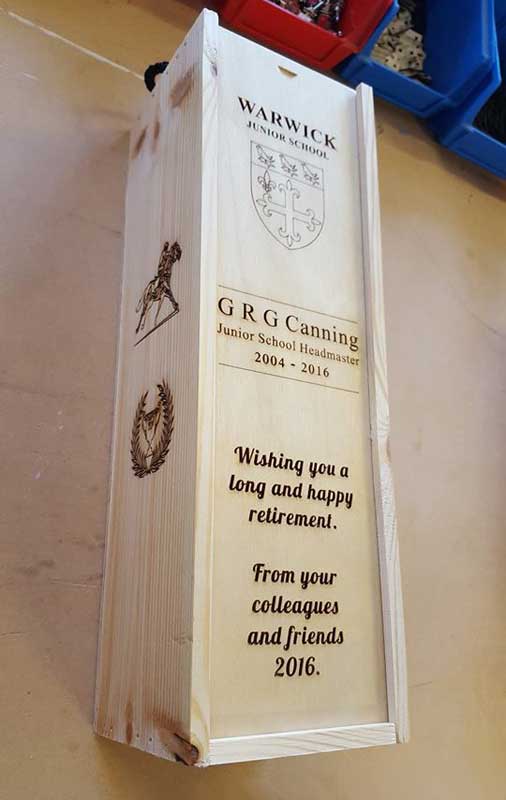 WARWICK
JUNIOR SCHOOL
G R G Canning
Junior School Headmaster
2004 - 2016
Wishing you a
long and happy
retirement.
From your
colleagues
and friends
2016.